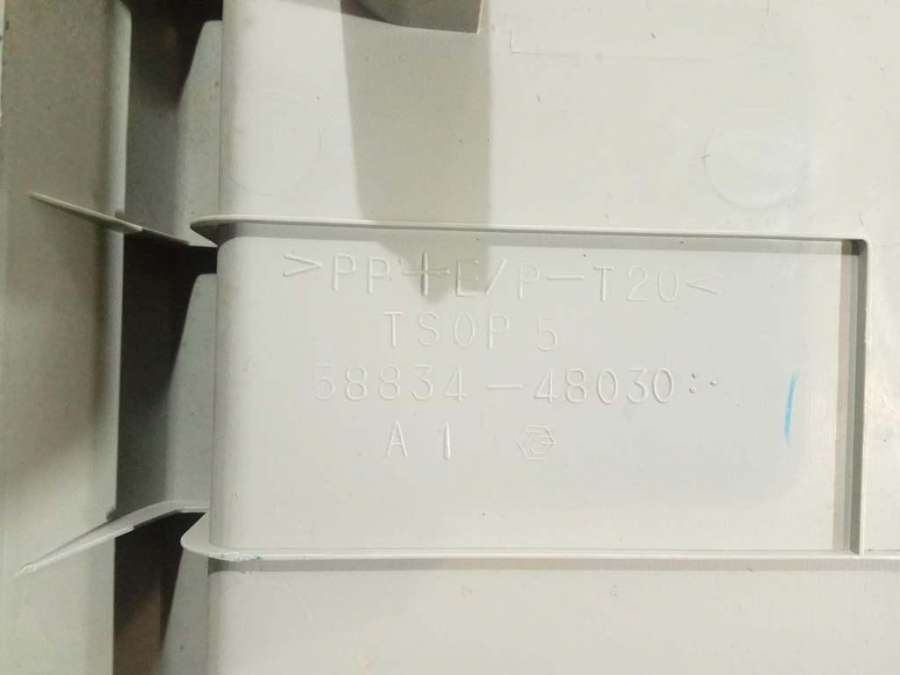 >PP+E/P-T20<
TSOP 5
58834-48030
A 1